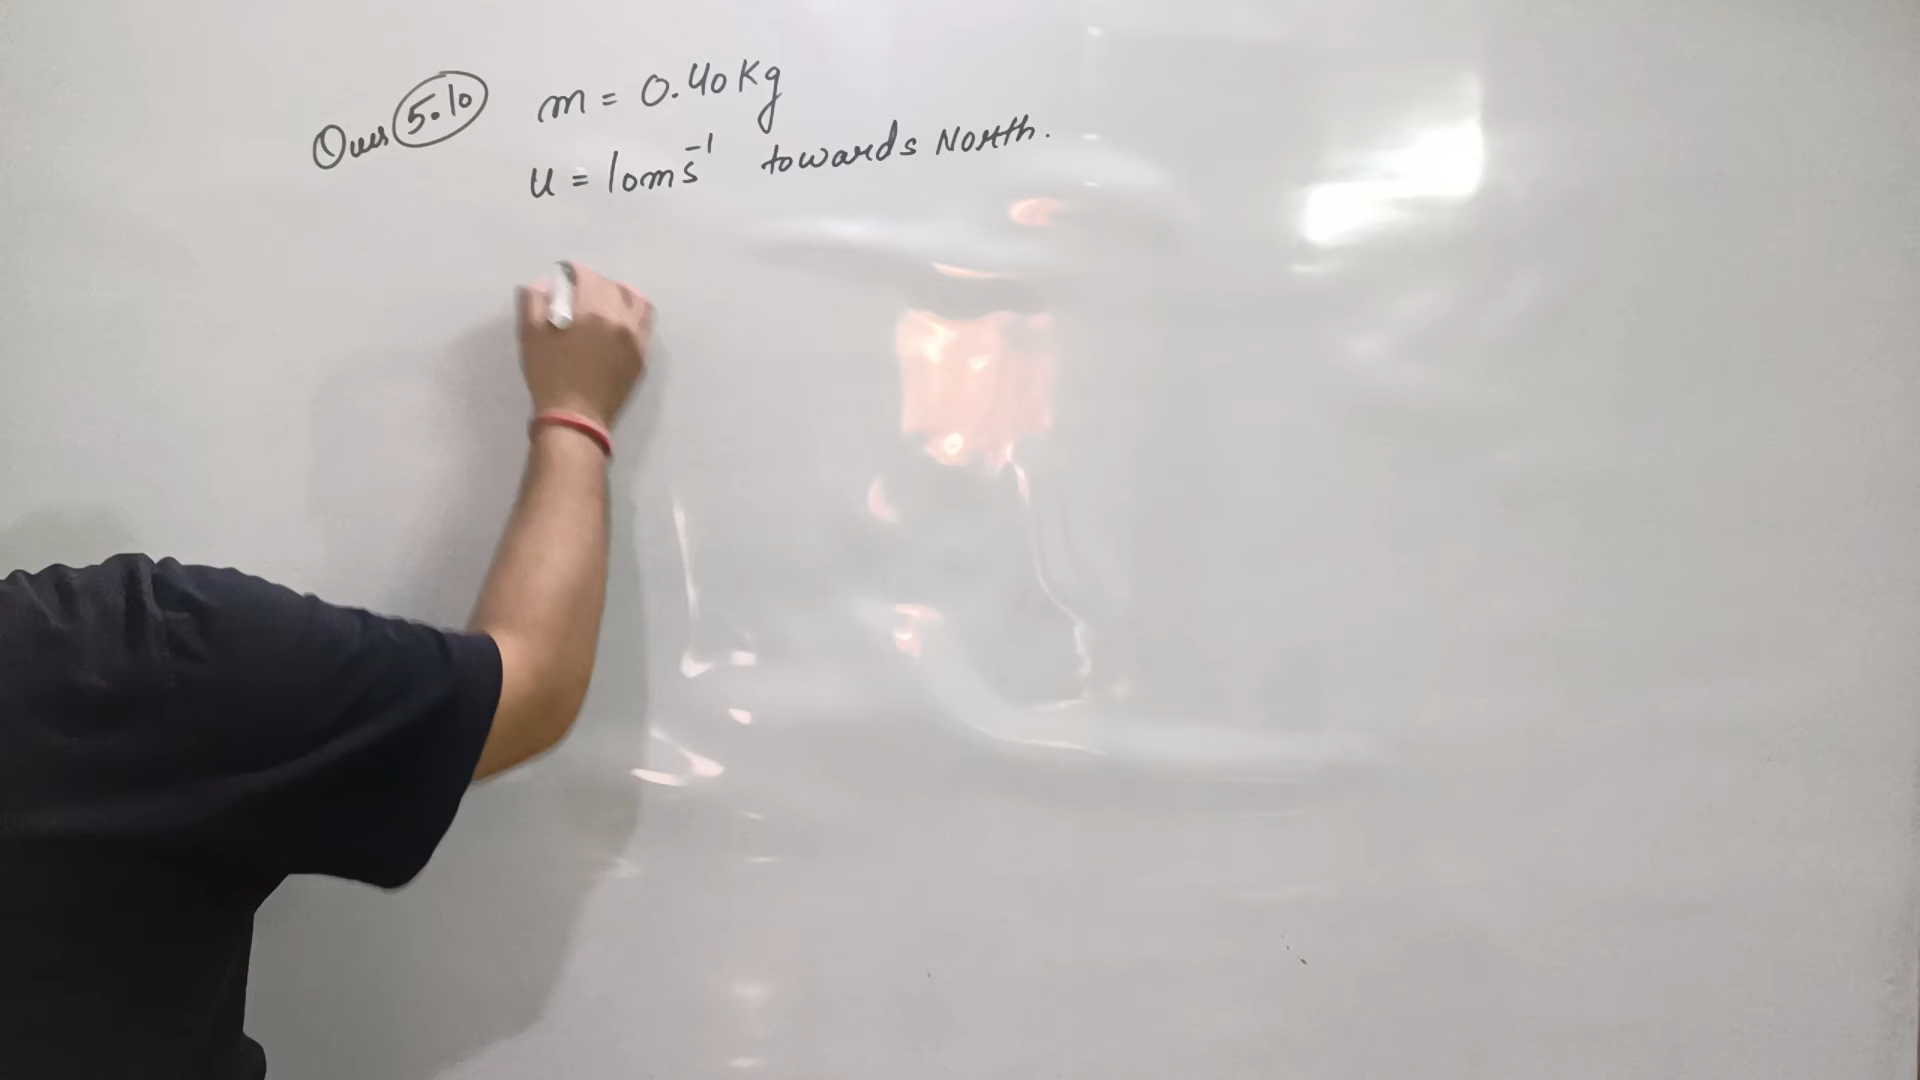 Ques 5.10 m = 0.40 Kg
u = 10ms⁻¹ towards North.